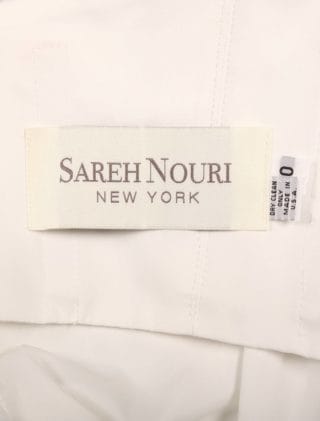 SAREH NOURI
NEW YORK
0
DRY CLEAN
ONLY
MADE IN
U.S.A.